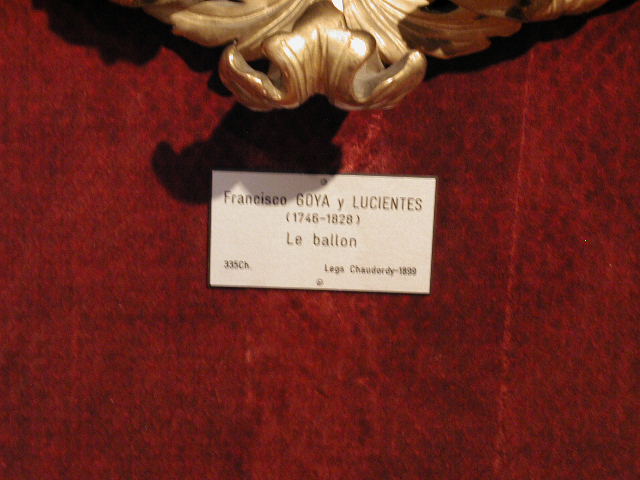 Francisco GOYA y LUCIENTES
(1746-1828)
Le ballon
335Ch. Legs Chaudordy-1899